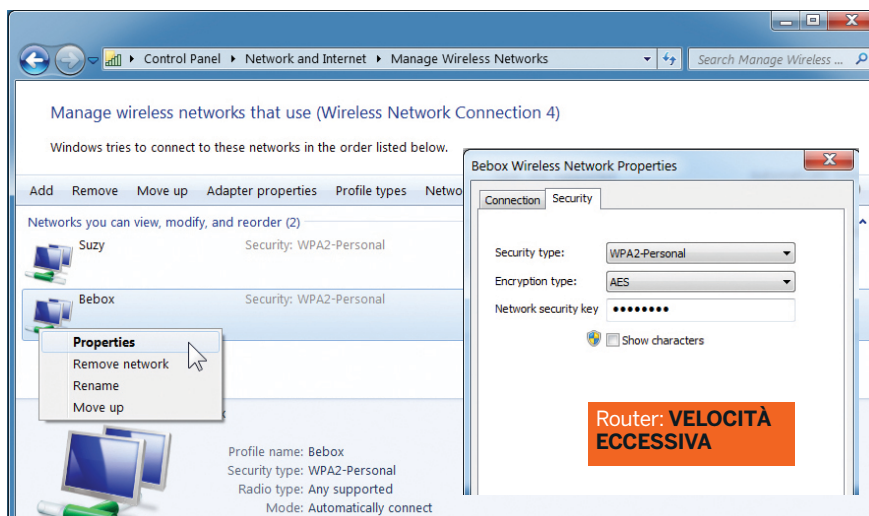 Control Panel ▸ Network and Internet ▸ Manage Wireless Networks
Search Manage Wireless ...
Manage wireless networks that use (Wireless Network Connection 4)
Windows tries to connect to these networks in the order listed below.
Add Remove Move up Adapter properties Profile types Netwo
Networks you can view, modify, and reorder (2)
Suzy Security: WPA2-Personal
Bebox Security: WPA2-Personal
Properties
Remove network
Rename
Move up
Profile name: Bebox
Security type: WPA2-Personal
Radio type: Any supported
Mode: Automatically connect
Bebox Wireless Network Properties
Connection Security
Security type: WPA2-Personal
Encryption type: AES
Network security key ••••••••
Show characters
Router: VELOCITÀ
ECCESSIVA